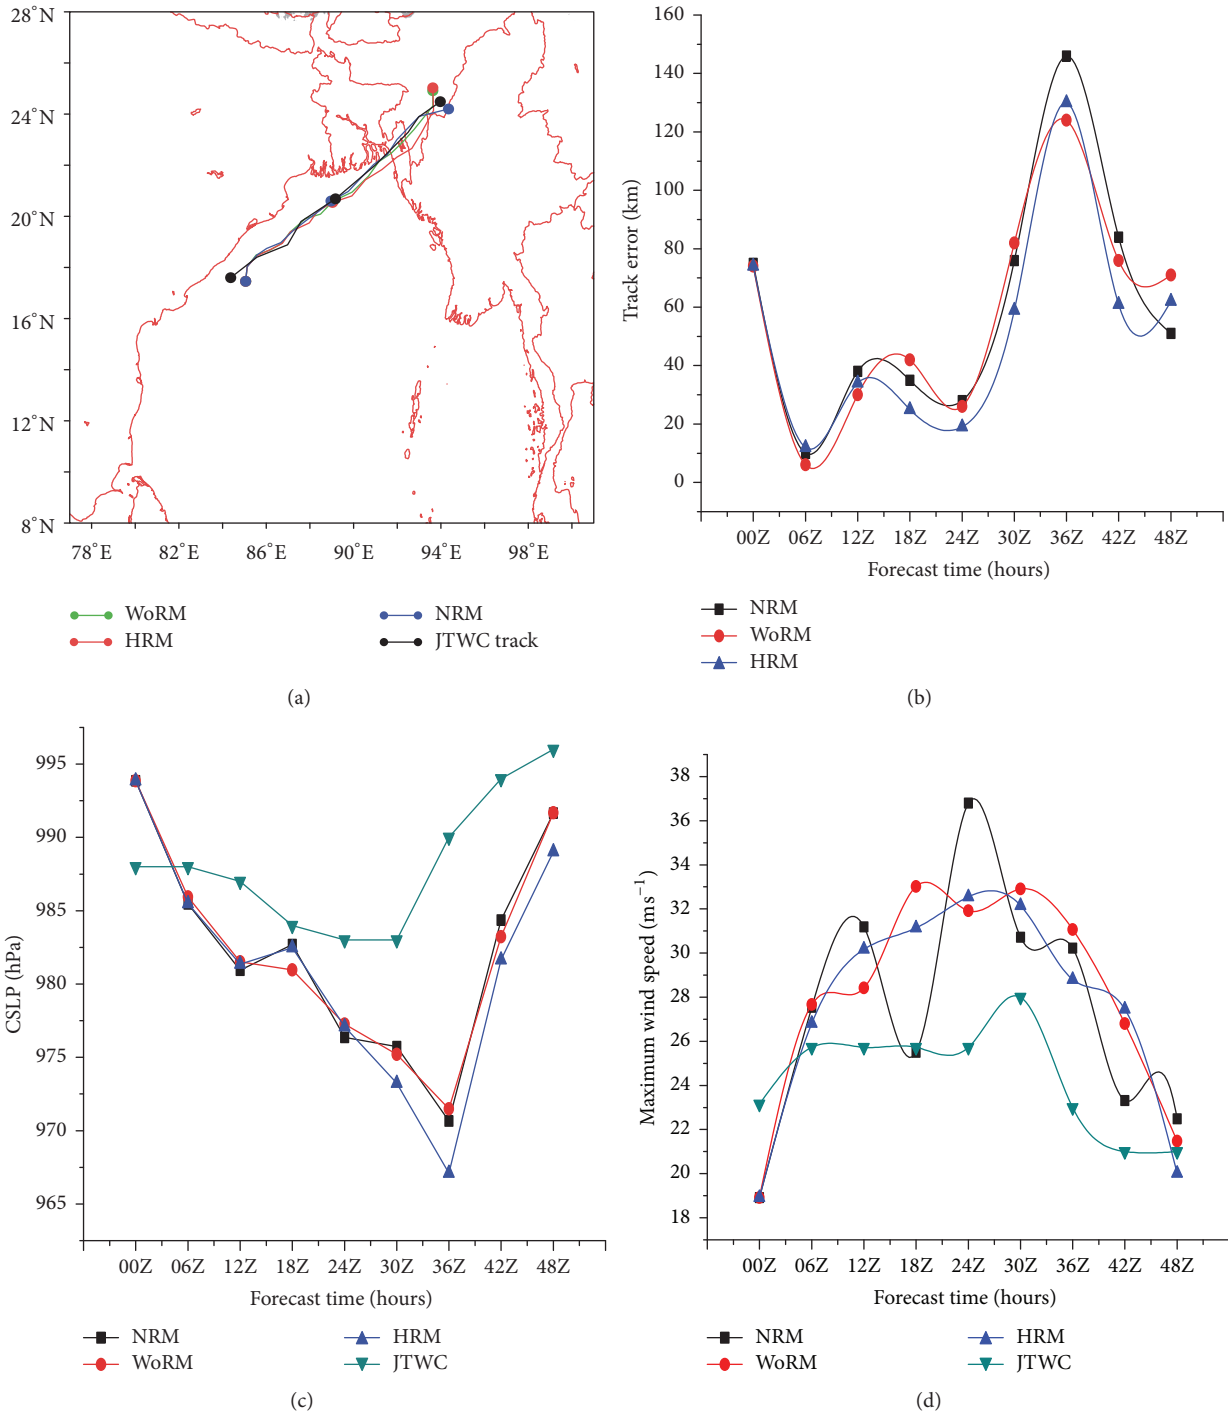 28°N
24°N
20°N
16°N
12°N
8°N
78°E
82°E
86°E
90°E
94°E
98°E
WoRM
NRM
HRM
JTWC track
(a)
160
140
120
100
80
60
40
20
0
Track error (km)
00Z
06Z
12Z
18Z
24Z
30Z
36Z
42Z
48Z
Forecast time (hours)
NRM
WoRM
HRM
(b)
995
990
985
980
975
970
965
CSLP (hPa)
00Z
06Z
12Z
18Z
24Z
30Z
36Z
42Z
48Z
Forecast time (hours)
NRM
HRM
WoRM
JTWC
(c)
38
36
34
32
30
28
26
24
22
20
18
Maximum wind speed (ms⁻¹)
00Z
06Z
12Z
18Z
24Z
30Z
36Z
42Z
48Z
Forecast time (hours)
NRM
HRM
WoRM
JTWC
(d)